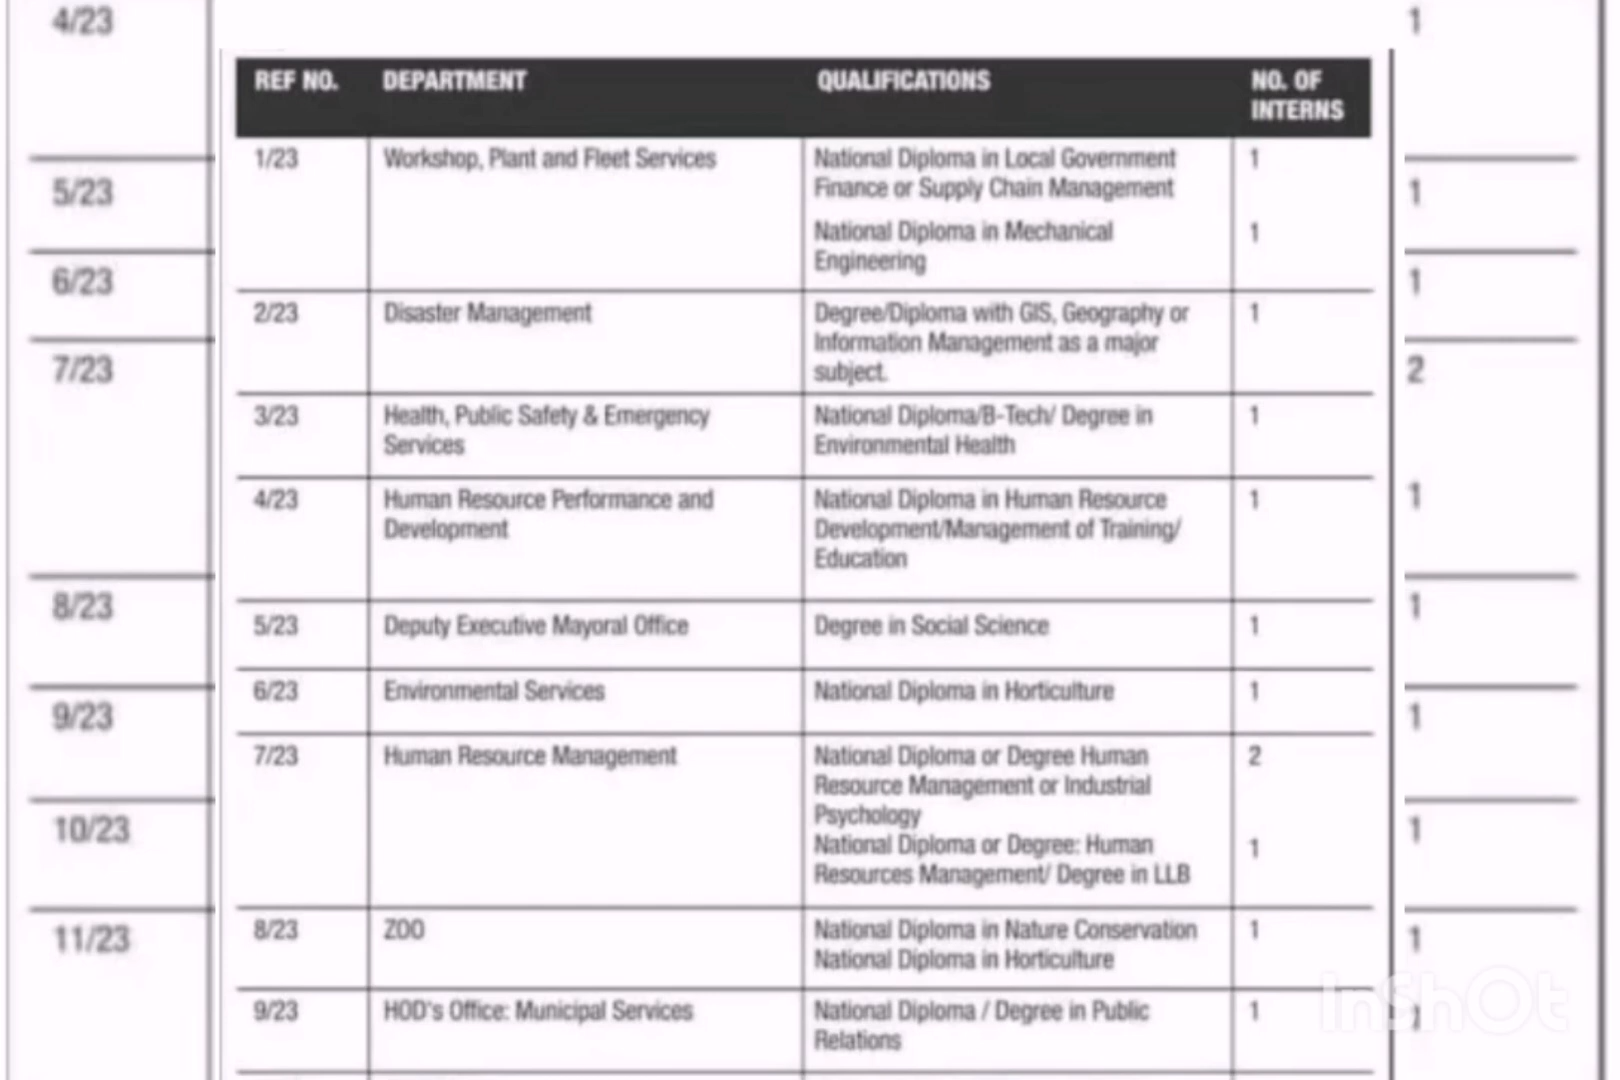 4/23
5/23
6/23
7/23
8/23
9/23
10/23
11/23
REF NO. DEPARTMENT QUALIFICATIONS NO. OF
INTERNS
1/23 Workshop, Plant and Fleet Services National Diploma in Local Government 1
Finance or Supply Chain Management
National Diploma in Mechanical 1
Engineering
2/23 Disaster Management Degree/Diploma with GIS, Geography or 1
Information Management as a major
subject.
3/23 Health, Public Safety & Emergency National Diploma/B-Tech/ Degree in 1
Services Environmental Health
4/23 Human Resource Performance and National Diploma in Human Resource 1
Development Development/Management of Training/
Education
5/23 Deputy Executive Mayoral Office Degree in Social Science 1
6/23 Environmental Services National Diploma in Horticulture 1
7/23 Human Resource Management National Diploma or Degree Human 2
Resource Management or Industrial
Psychology
National Diploma or Degree: Human 1
Resources Management/ Degree in LLB
8/23 ZOO National Diploma in Nature Conservation 1
National Diploma in Horticulture
9/23 HOD's Office: Municipal Services National Diploma / Degree in Public 1
Relations
1
1
1
2
1
1
1
1
1
1
InShOt